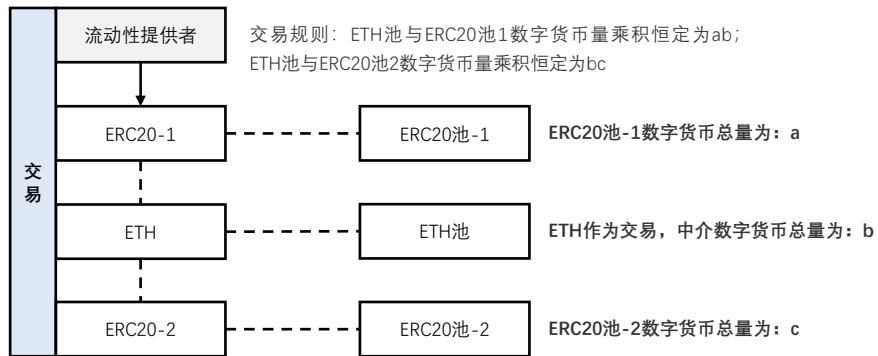 流动性提供者
交易规则：ETH池与ERC20池1数字货币量乘积恒定为ab；
ETH池与ERC20池2数字货币量乘积恒定为bc
交易
ERC20-1
ERC20池-1
ERC20池-1数字货币总量为：a
ETH
ETH池
ETH作为交易，中介数字货币总量为：b
ERC20-2
ERC20池-2
ERC20池-2数字货币总量为：c